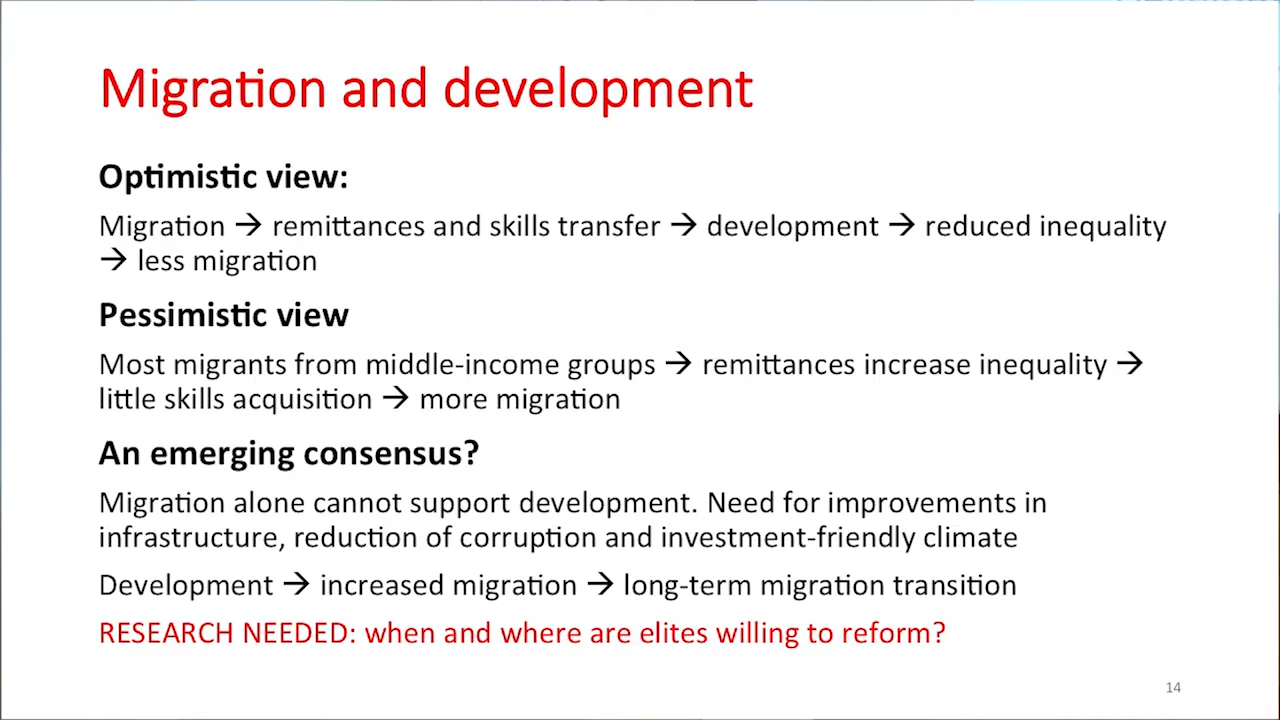 Migration and development
Optimistic view:
Migration → remittances and skills transfer → development → reduced inequality
→ less migration
Pessimistic view
Most migrants from middle-income groups → remittances increase inequality →
little skills acquisition → more migration
An emerging consensus?
Migration alone cannot support development. Need for improvements in
infrastructure, reduction of corruption and investment-friendly climate
Development → increased migration → long-term migration transition
RESEARCH NEEDED: when and where are elites willing to reform?
14